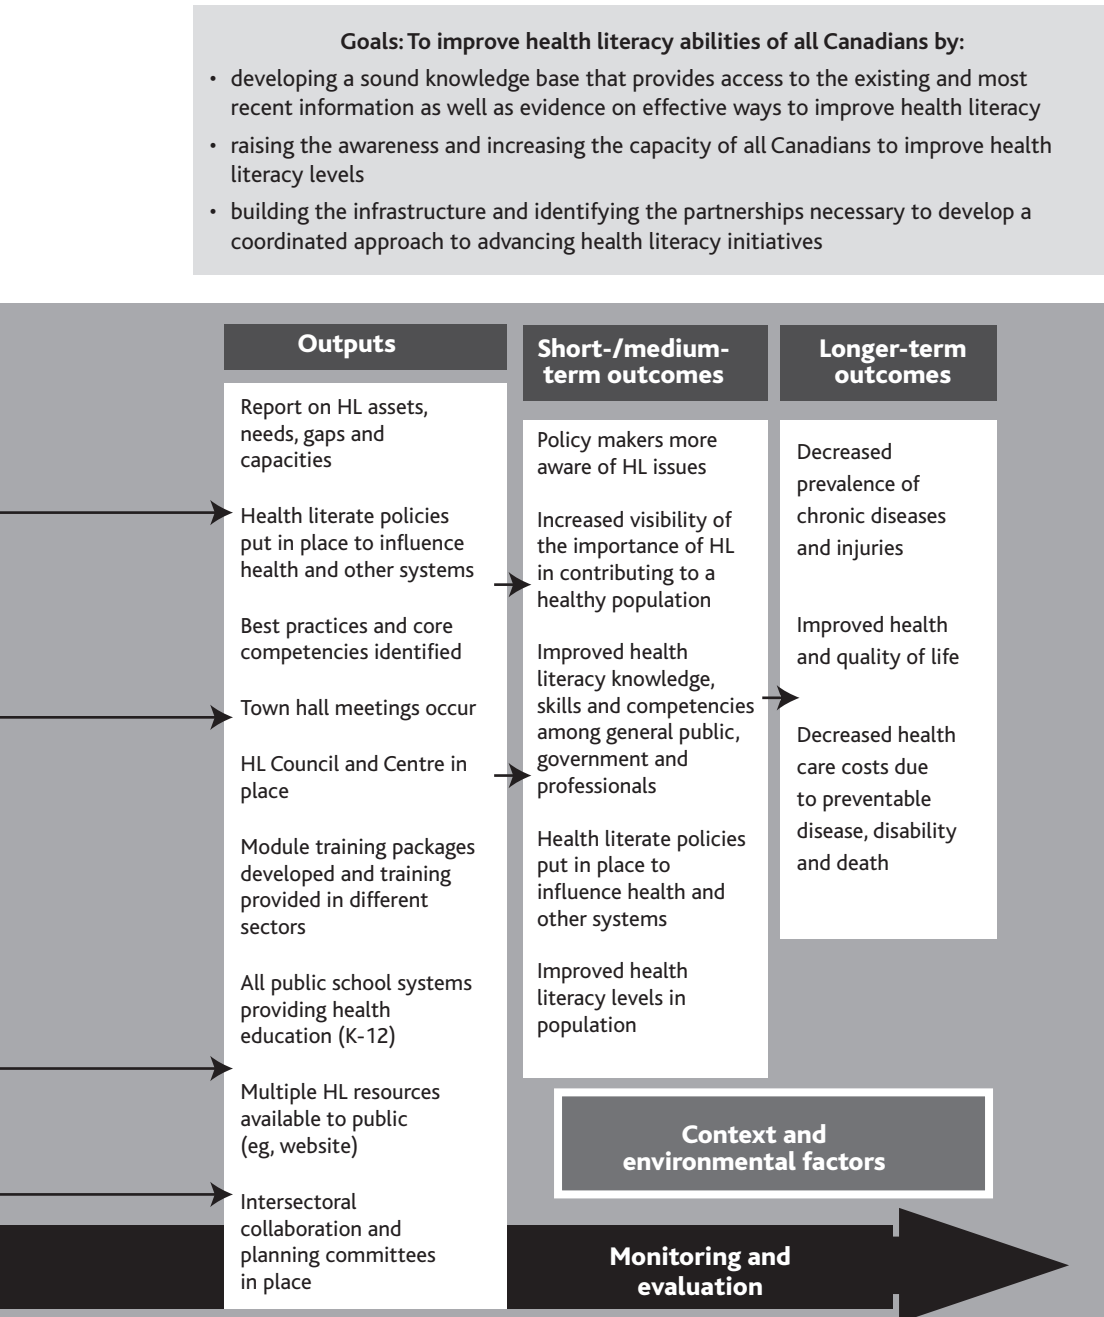 Goals: To improve health literacy abilities of all Canadians by:
• developing a sound knowledge base that provides access to the existing and most
recent information as well as evidence on effective ways to improve health literacy
• raising the awareness and increasing the capacity of all Canadians to improve health
literacy levels
• building the infrastructure and identifying the partnerships necessary to develop a
coordinated approach to advancing health literacy initiatives
Outputs
Report on HL assets,
needs, gaps and
capacities
Health literate policies
put in place to influence
health and other systems
Best practices and core
competencies identified
Town hall meetings occur
HL Council and Centre in
place
Module training packages
developed and training
provided in different
sectors
All public school systems
providing health
education (K-12)
Multiple HL resources
available to public
(eg, website)
Intersectoral
collaboration and
planning committees
in place
Short-/medium-
term outcomes
Policy makers more
aware of HL issues
Increased visibility of
the importance of HL
in contributing to a
healthy population
Improved health
literacy knowledge,
skills and competencies
among general public,
government and
professionals
Health literate policies
put in place to
influence health and
other systems
Improved health
literacy levels in
population
Longer-term
outcomes
Decreased
prevalence of
chronic diseases
and injuries
Improved health
and quality of life
Decreased health
care costs due
to preventable
disease, disability
and death
Context and
environmental factors
Monitoring and
evaluation